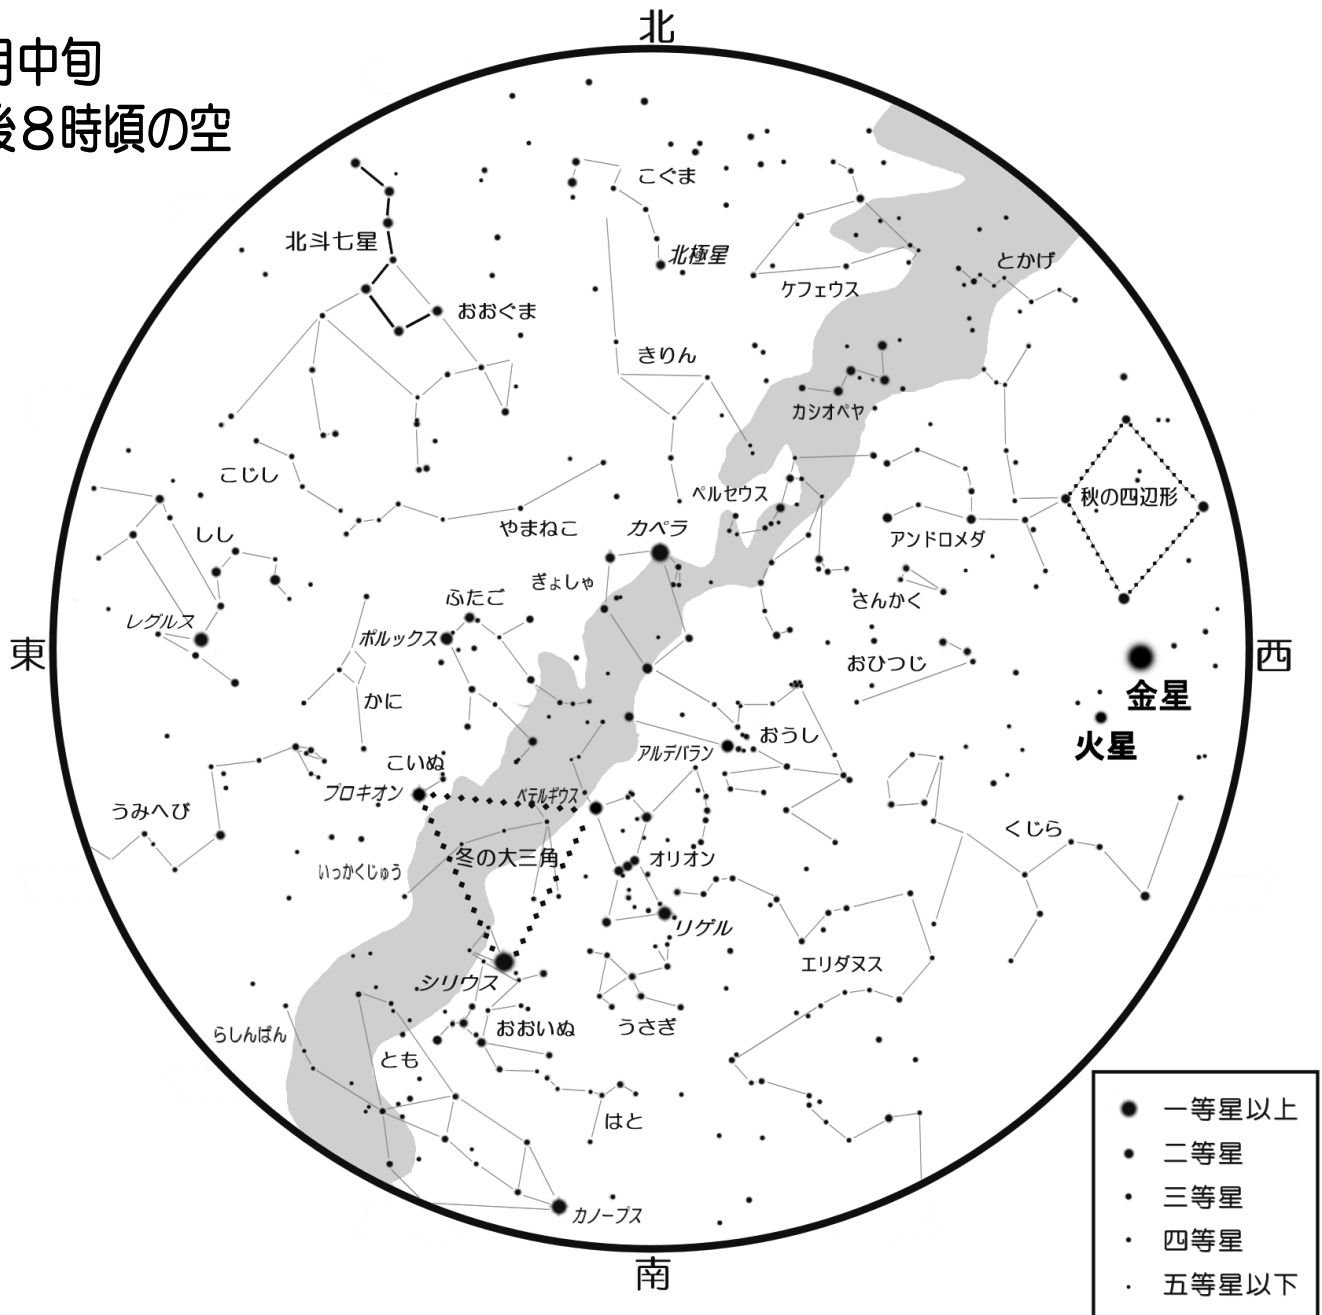 北
月中旬
後8時頃の空
こぐま
北斗七星
北極星
とかげ
ケフェウス
おおぐま
きりん
カシオペヤ
こじし
ペルセウス
秋の四辺形
やまねこ
カペラ
しし
アンドロメダ
ぎょしゃ
ふたご
さんかく
レグルス
ポルックス
東
西
おひつじ
金星
かに
おうし
火星
アルデバラン
こいぬ
プロキオン
ベテルギウス
うみへび
くじら
冬の大三角
オリオン
いっかくじゅう
リゲル
エリダヌス
シリウス
おおいぬ
うさぎ
らしんばん
とも
はと
カノープス
南
一等星以上
二等星
三等星
四等星
五等星以下